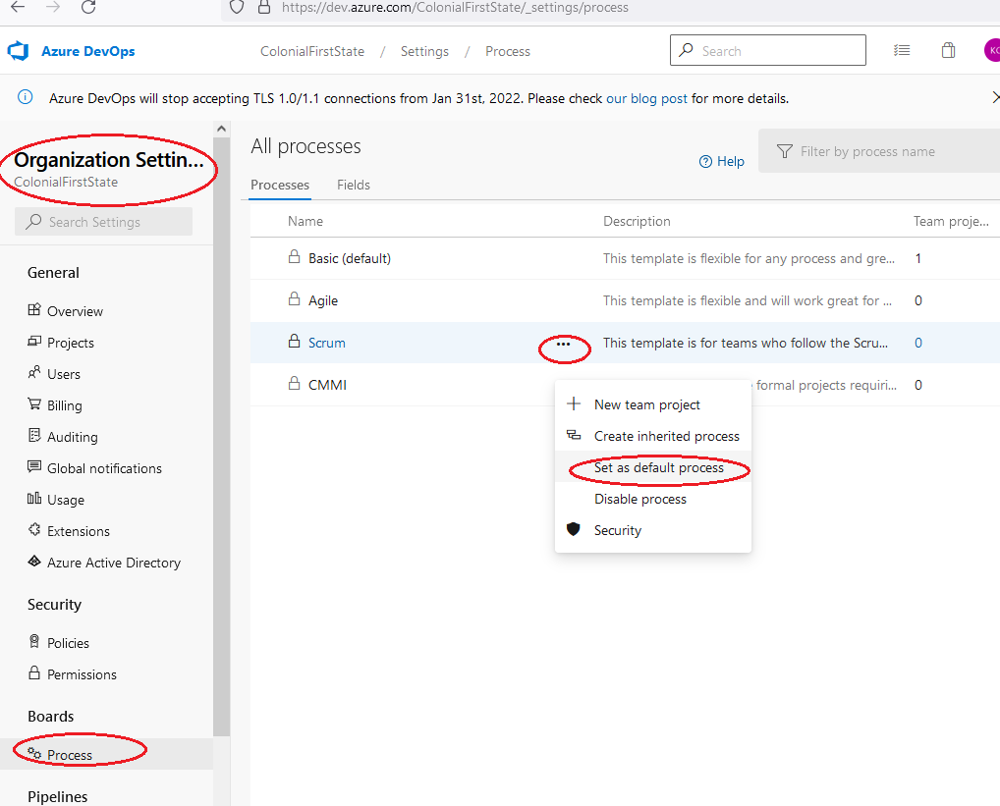 https://dev.azure.com/ColonialFirstState/_settings/process
Azure DevOps
ColonialFirstState / Settings / Process
Search
KC
Azure DevOps will stop accepting TLS 1.0/1.1 connections from Jan 31st, 2022. Please check our blog post for more details.
Organization Settin...
ColonialFirstState
Search Settings
General
Overview
Projects
Users
Billing
Auditing
Global notifications
Usage
Extensions
Azure Active Directory
Security
Policies
Permissions
Boards
Process
Pipelines
All processes
Help
Filter by process name
Processes Fields
Name Description Team proje...
Basic (default) This template is flexible for any process and gre... 1
Agile This template is flexible and will work great for ... 0
Scrum ... This template is for teams who follow the Scru... 0
CMMI formal projects requiri... 0
New team project
Create inherited process
Set as default process
Disable process
Security